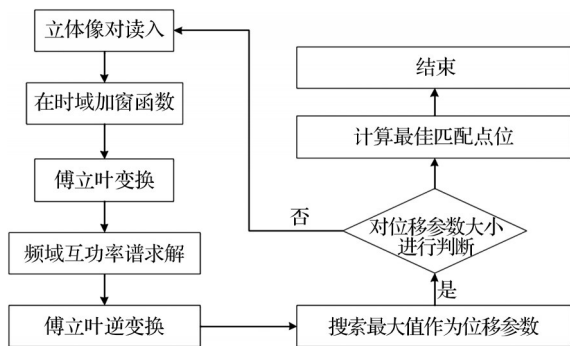 立体像对读入
在时域加窗函数
傅立叶变换
频域互功率谱求解
傅立叶逆变换
搜索最大值作为位移参数
是
对位移参数大小
进行判断
否
计算最佳匹配点位
结束